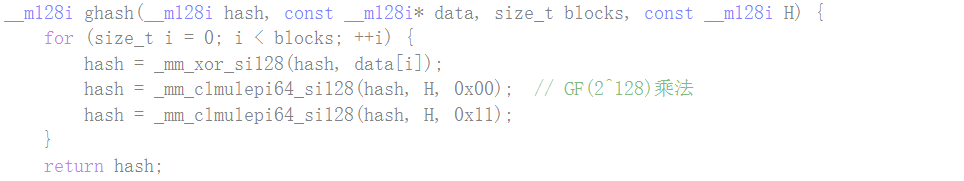 __m128i ghash(__m128i hash, const __m128i* data, size_t blocks, const __m128i H) {
    for (size_t i = 0; i < blocks; ++i) {
        hash = _mm_xor_si128(hash, data[i]);
        hash = _mm_clmulepi64_si128(hash, H, 0x00);  // GF(2^128)乘法
        hash = _mm_clmulepi64_si128(hash, H, 0x11);
    }
    return hash;